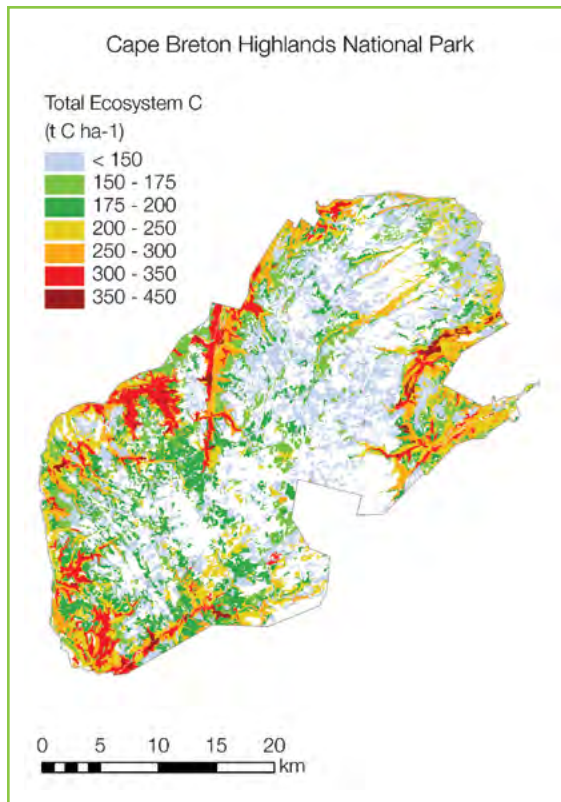 Cape Breton Highlands National Park
Total Ecosystem C
(t C ha-1)
< 150
150 - 175
175 - 200
200 - 250
250 - 300
300 - 350
350 - 450
0 5 10 15 20
km